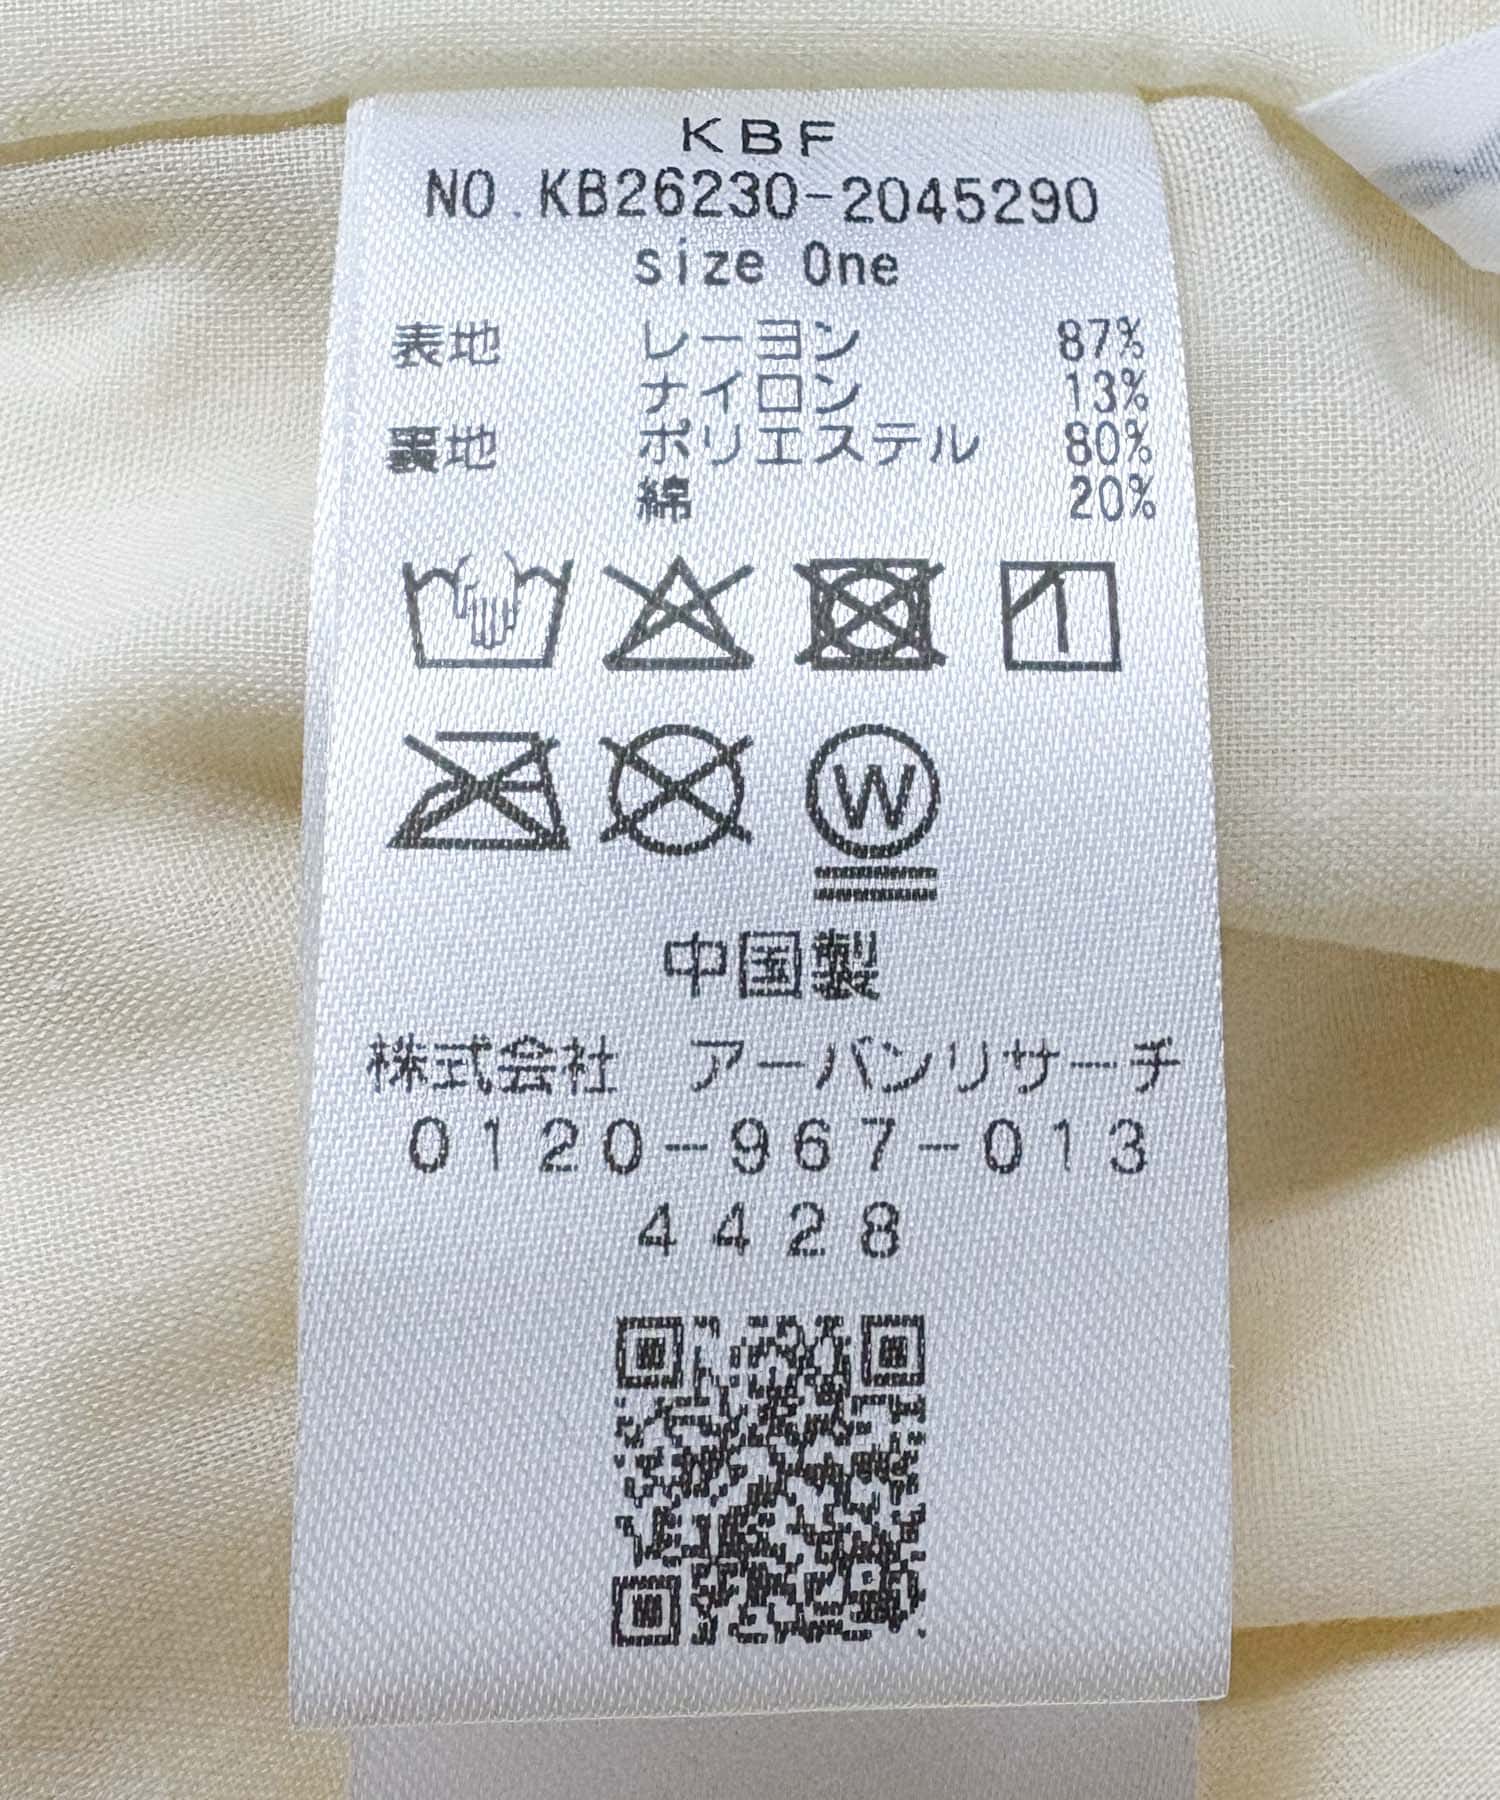 KBF
NO.KB26230-2045290
size One
表地 レーヨン 87%
ナイロン 13%
裏地 ポリエステル 80%
綿 20%
W
中国製
株式会社 アーバンリサーチ
0120-967-013
4428